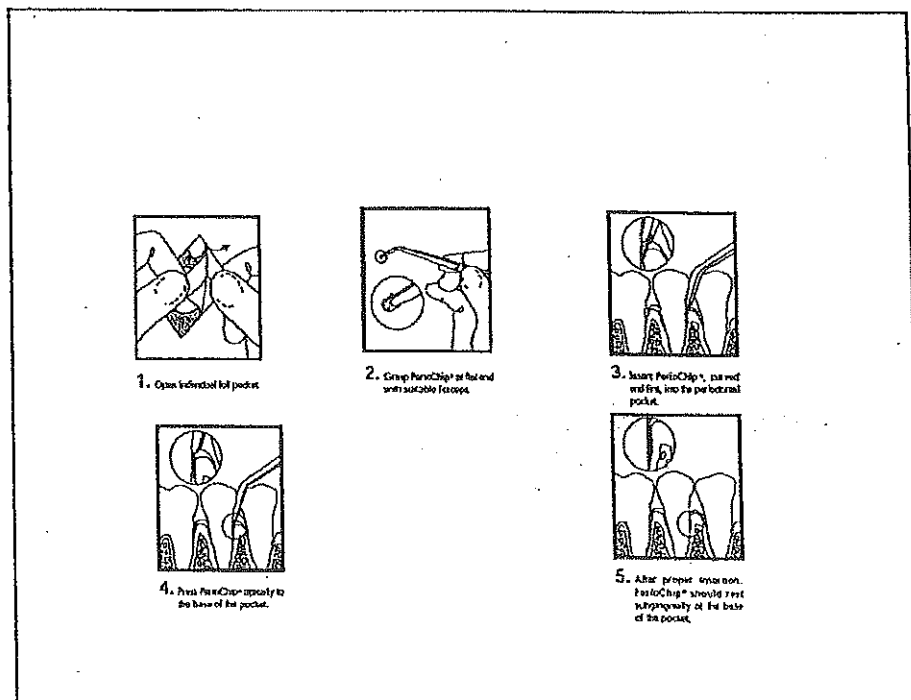 1. Open individual foil packet
2. Grasp PerioChip® at flat end
with suitable forceps
3. Insert PerioChip®, curved
end first, into the periodontal
pocket.
4. Press PerioChip® apically to
the base of the pocket.
5. After proper insertion,
PerioChip® should rest
subgingivally at the base
of the pocket.